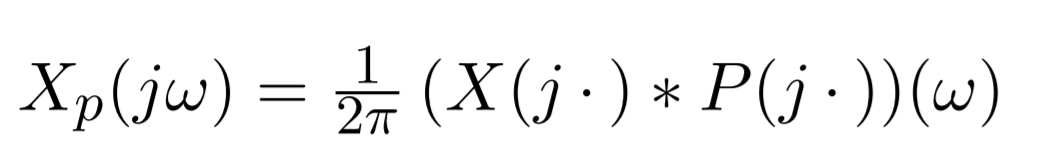 X_p(jω) = \frac{1}{2π} (X(j ·) * P(j ·))(ω)